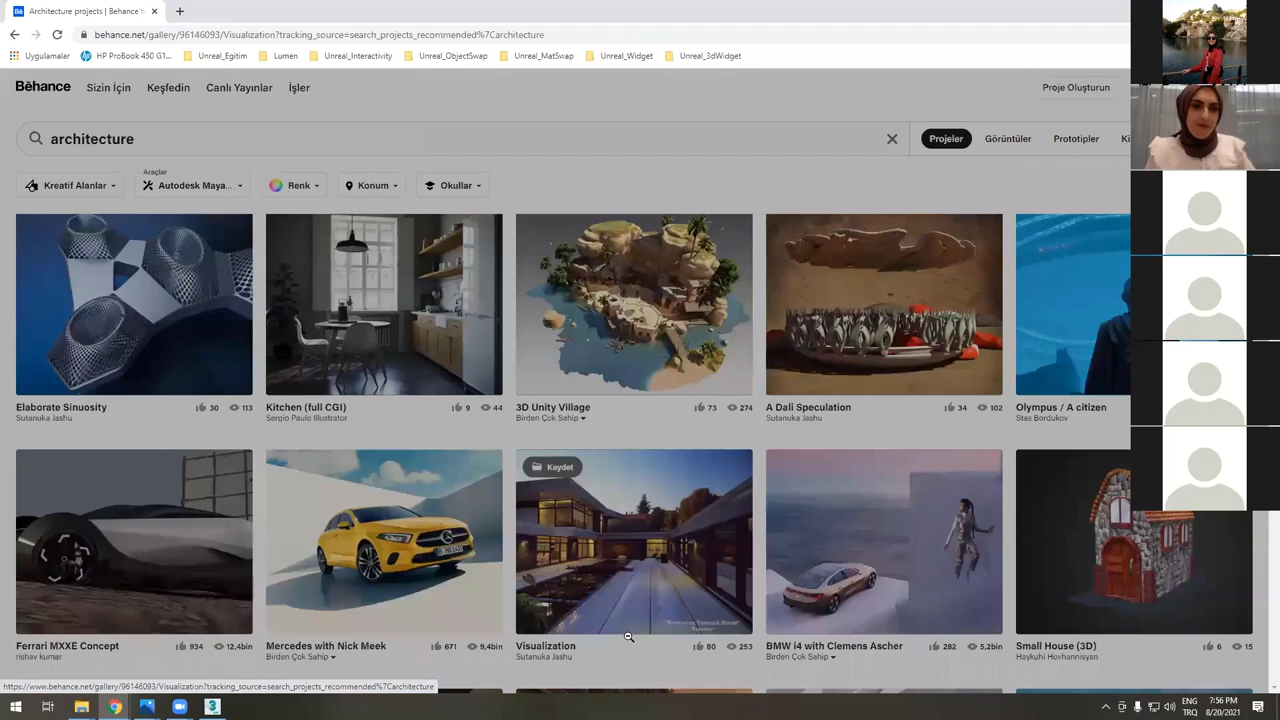 Bē
Architecture projects | Behance'te
behance.net/gallery/96146093/Visualization?tracking_source=search_projects_recommended%7Carchitecture
Uygulamalar
HP ProBook 450 G1...
Unreal_Egitim
Lumen
Unreal_Interactivity
Unreal_ObjectSwap
Unreal_MatSwap
Unreal_Widget
Unreal_3dWidget
Bēhance
Sizin İçin
Keşfedin
Canlı Yayınlar
İşler
Proje Oluşturun
architecture
Projeler
Görüntüler
Prototipler
Ki
Kreatif Alanlar
Araçlar
Autodesk Maya...
Renk
Konum
Okullar
Elaborate Sinuosity 30 113
Sutanuka Jashu
Kitchen (full CGI) 9 44
Sergio Paulo Illustrator
3D Unity Village 73 274
Birden Çok Sahip
A Dali Speculation 34 102
Sutanuka Jashu
Olympus / A citizen
Stas Bordukov
Kaydet
Ferrari MXXE Concept 934 12,4bin
rishav kumar
Mercedes with Nick Meek 671 9,4bin
Birden Çok Sahip
Visualization 80 253
Sutanuka Jashu
BMW i4 with Clemens Ascher 282 5,2bin
Birden Çok Sahip
Small House (3D) 6 15
Haykuhi Hovhannisyan
https://www.behance.net/gallery/96146093/Visualization?tracking_source=search_projects_recommended%7Carchitecture
ENG
TRQ
7:56 PM
8/20/2021